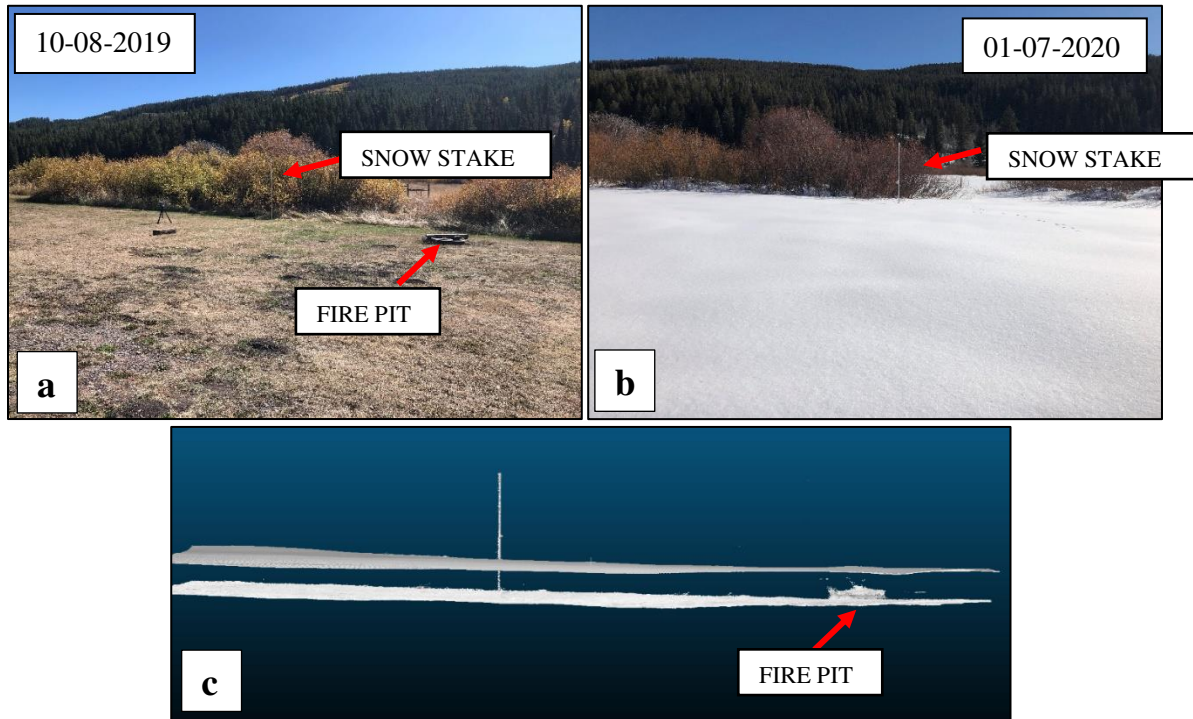 10-08-2019
01-07-2020
SNOW STAKE
SNOW STAKE
FIRE PIT
a
b
FIRE PIT
c